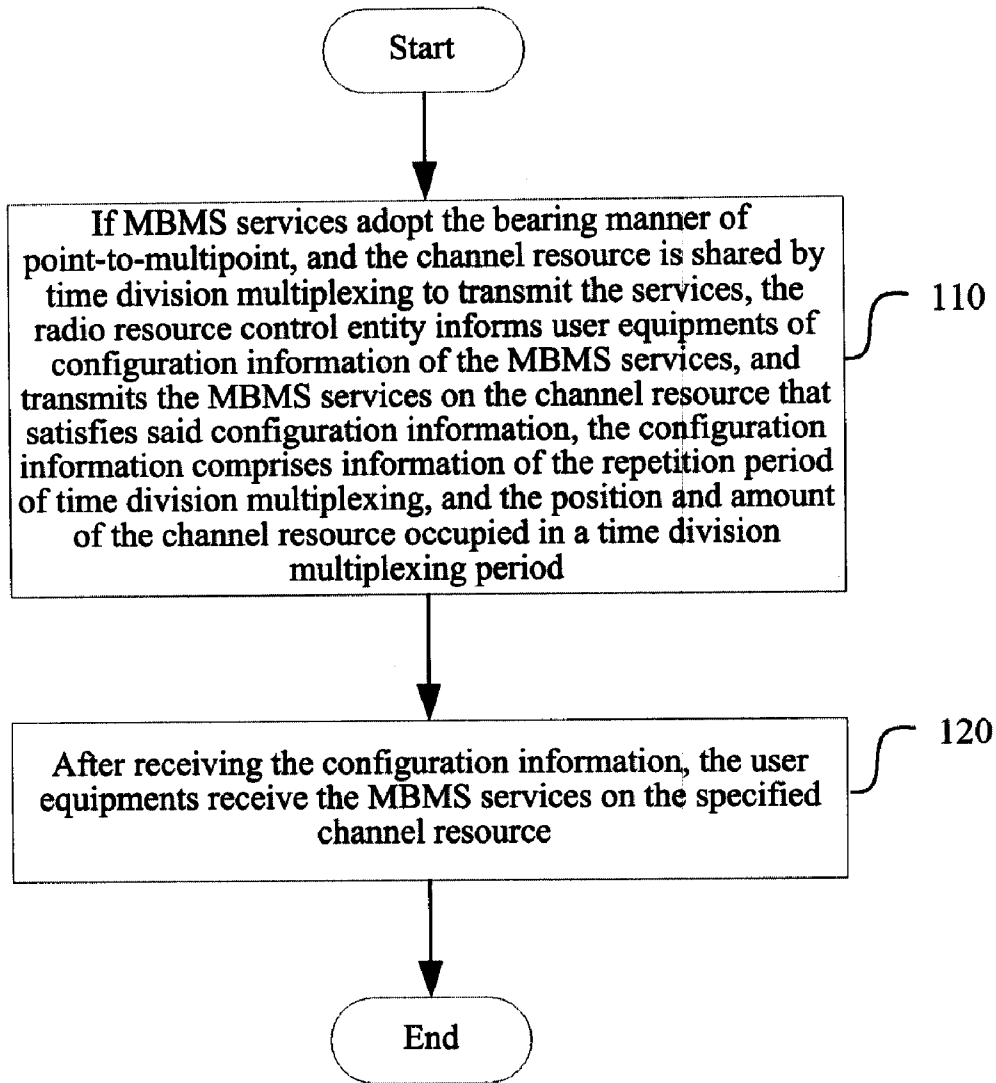 Start
If MBMS services adopt the bearing manner of
point-to-multipoint, and the channel resource is shared by
time division multiplexing to transmit the services, the
radio resource control entity informs user equipments of
configuration information of the MBMS services, and
transmits the MBMS services on the channel resource that
satisfies said configuration information, the configuration
information comprises information of the repetition period
of time division multiplexing, and the position and amount
of the channel resource occupied in a time division
multiplexing period
110
After receiving the configuration information, the user
equipments receive the MBMS services on the specified
channel resource
120
End